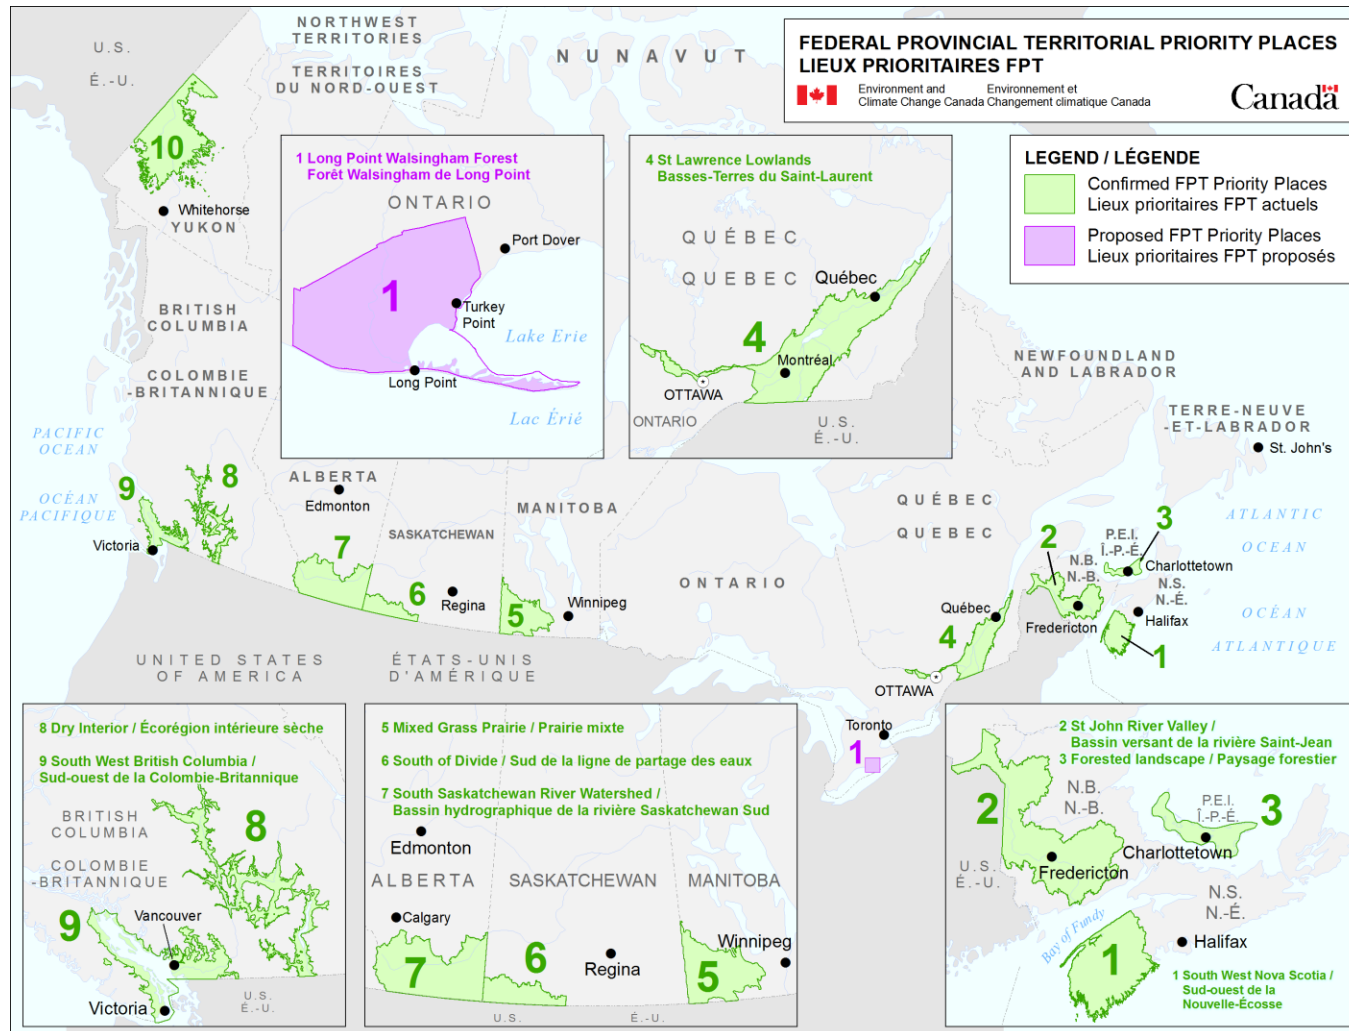 FEDERAL PROVINCIAL TERRITORIAL PRIORITY PLACES
LIEUX PRIORITAIRES FPT
Environment and
Climate Change Canada
Environnement et
Changement climatique Canada
Canada
LEGEND / LÉGENDE
Confirmed FPT Priority Places
Lieux prioritaires FPT actuels
Proposed FPT Priority Places
Lieux prioritaires FPT proposés
U.S.
É.-U.
NORTHWEST
TERRITORIES
TERRITOIRES
DU NORD-OUEST
NUNAVUT
10
Whitehorse
YUKON
BRITISH
COLUMBIA
COLOMBIE
-BRITANNIQUE
PACIFIC
OCEAN
OCÉAN
PACIFIQUE
9
8
Victoria
ALBERTA
Edmonton
7
SASKATCHEWAN
6
Regina
MANITOBA
5
Winnipeg
ONTARIO
UNITED STATES
OF AMERICA
ÉTATS-UNIS
D'AMÉRIQUE
QUÉBEC
QUEBEC
Québec
4
OTTAWA
Toronto
1
NEWFOUNDLAND
AND LABRADOR
TERRE-NEUVE
-ET-LABRADOR
St. John's
ATLANTIC
OCEAN
OCÉAN
ATLANTIQUE
2
N.B.
N.-B.
Fredericton
P.E.I.
Î.-P.-É.
3
Charlottetown
N.S.
N.-É.
Halifax
1
1 Long Point Walsingham Forest
Forêt Walsingham de Long Point
ONTARIO
Port Dover
1
Turkey
Point
Lake Erie
Long Point
Lac Érié
4 St Lawrence Lowlands
Basses-Terres du Saint-Laurent
QUÉBEC
QUEBEC
Québec
4
Montréal
OTTAWA
ONTARIO
U.S.
É.-U.
8 Dry Interior / Écorégion intérieure sèche
9 South West British Columbia /
Sud-ouest de la Colombie-Britannique
BRITISH
COLUMBIA
8
COLOMBIE
-BRITANNIQUE
Vancouver
9
Victoria
U.S.
É.-U.
5 Mixed Grass Prairie / Prairie mixte
6 South of Divide / Sud de la ligne de partage des eaux
7 South Saskatchewan River Watershed /
Bassin hydrographique de la rivière Saskatchewan Sud
Edmonton
ALBERTA
SASKATCHEWAN
MANITOBA
Calgary
7
6
Regina
5
Winnipeg
U.S.
É.-U.
2 St John River Valley /
Bassin versant de la rivière Saint-Jean
3 Forested landscape / Paysage forestier
2
N.B.
N.-B.
P.E.I.
Î.-P.-É.
3
Charlottetown
Fredericton
U.S.
É.-U.
N.S.
N.-É.
Bay of Fundy
Halifax
1
1 South West Nova Scotia /
Sud-ouest de la
Nouvelle-Écosse